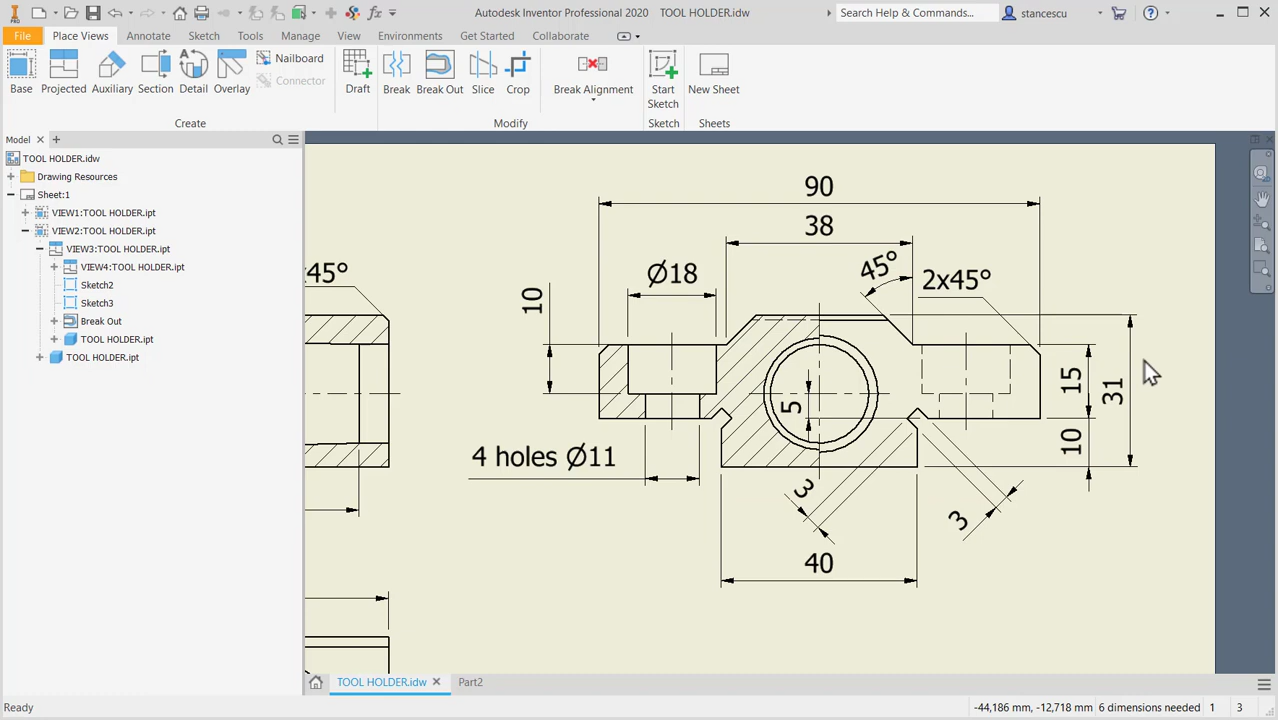 PRO
Autodesk Inventor Professional 2020 TOOL HOLDER.idw
Search Help & Commands...
stancescu
File Place Views Annotate Sketch Tools Manage View Environments Get Started Collaborate
Base
Projected
Auxiliary
Section
Detail
Overlay
Nailboard
Connector
Draft
Break
Break Out
Slice
Crop
Break Alignment
Start
Sketch
New Sheet
Create
Modify
Sketch
Sheets
Model
TOOL HOLDER.idw
Drawing Resources
Sheet:1
VIEW1:TOOL HOLDER.ipt
VIEW2:TOOL HOLDER.ipt
VIEW3:TOOL HOLDER.ipt
VIEW4:TOOL HOLDER.ipt
Sketch2
Sketch3
Break Out
TOOL HOLDER.ipt
TOOL HOLDER.ipt
x45°
90
38
Ø18
45°
2x45°
10
15
31
5
10
4 holes Ø11
3
3
40
TOOL HOLDER.idw
Part2
Ready
-44,186 mm, -12,718 mm 6 dimensions needed 1 3